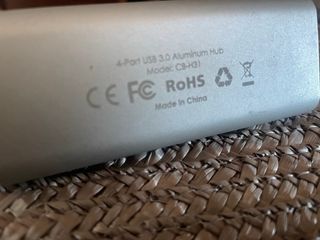 4-Port USB 3.0 Aluminum Hub
Model: CB-H31
CE FC RoHS
Made in China